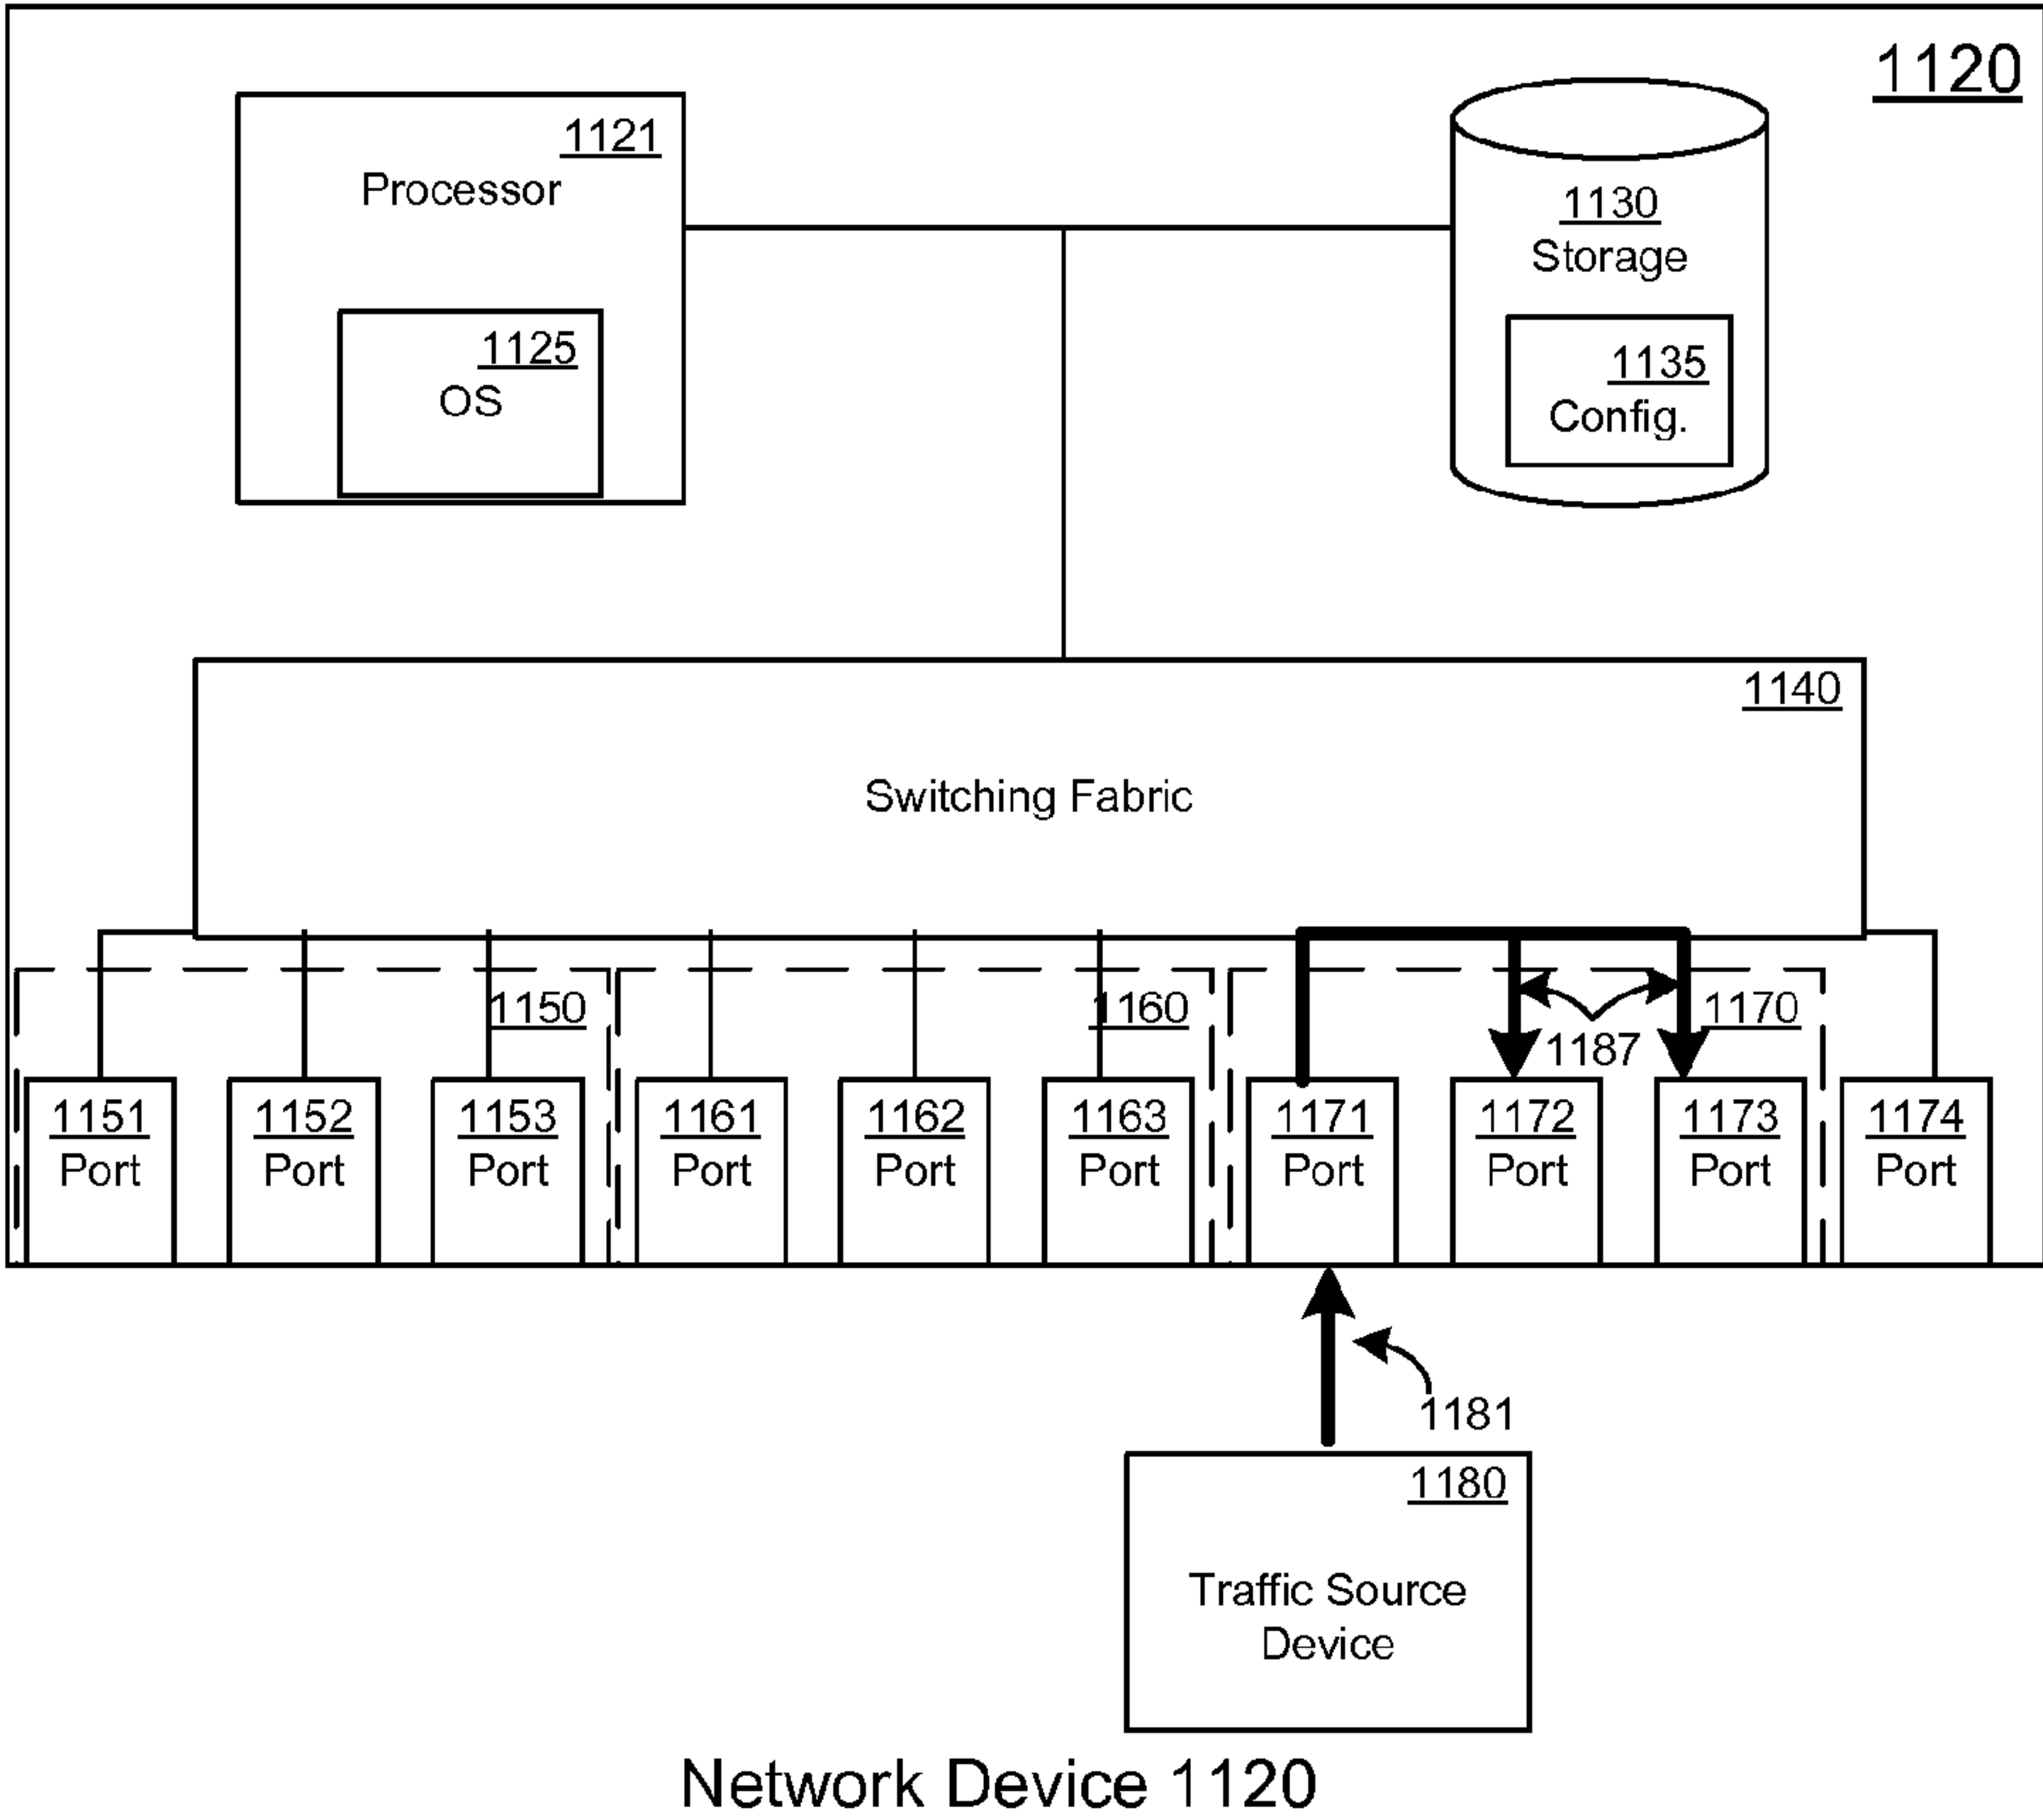 1120
1121
Processor
1125
OS
1130
Storage
1135
Config.
1140
Switching Fabric
1150
1160
1170
1187
1151
Port
1152
Port
1153
Port
1161
Port
1162
Port
1163
Port
1171
Port
1172
Port
1173
Port
1174
Port
1181
1180
Traffic Source
Device
Network Device 1120